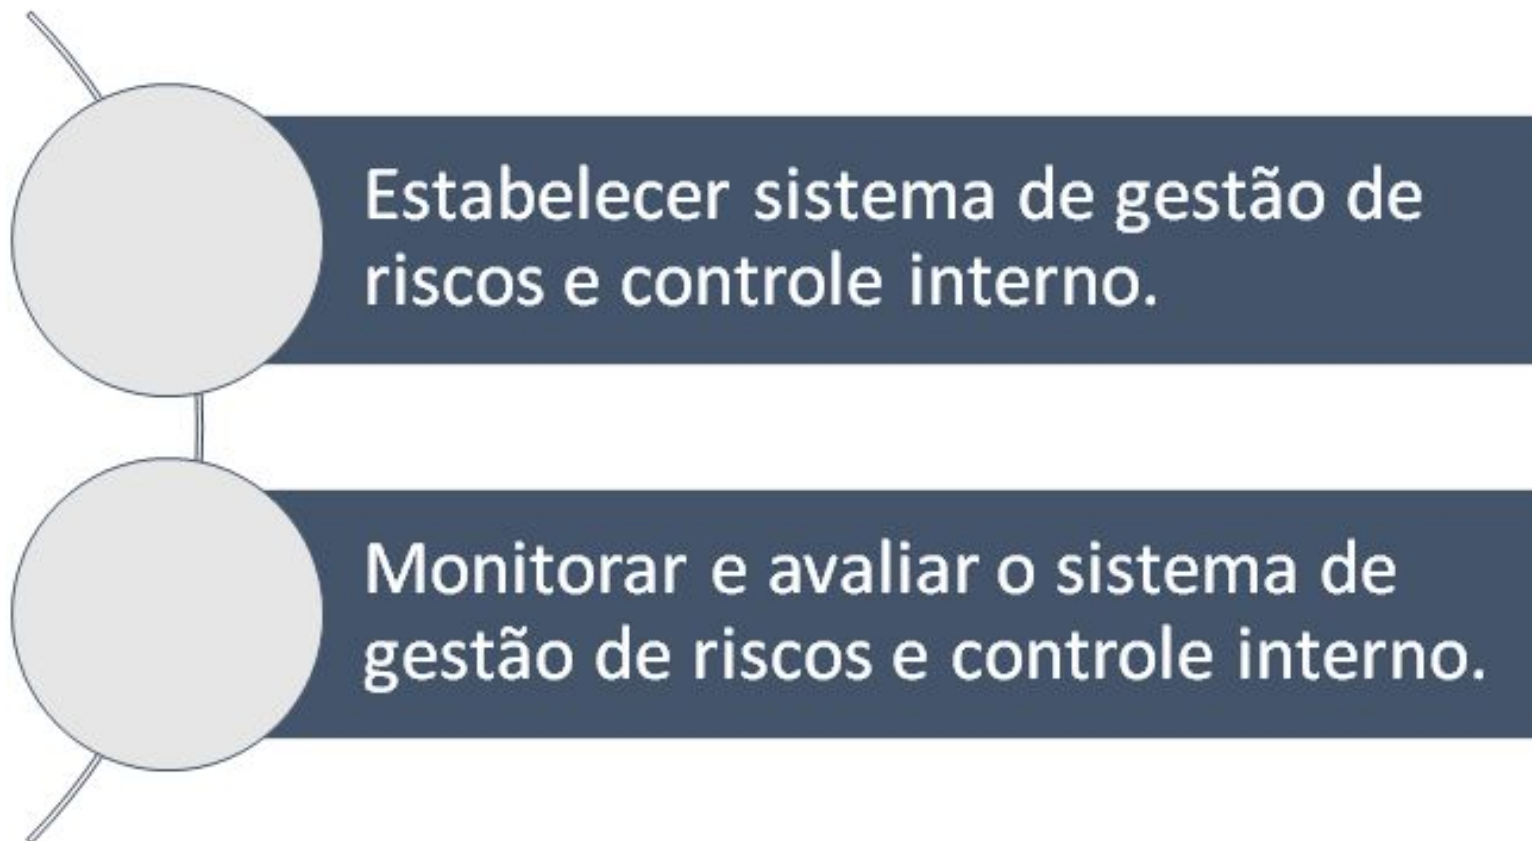 Estabelecer sistema de gestão de
riscos e controle interno.
Monitorar e avaliar o sistema de
gestão de riscos e controle interno.